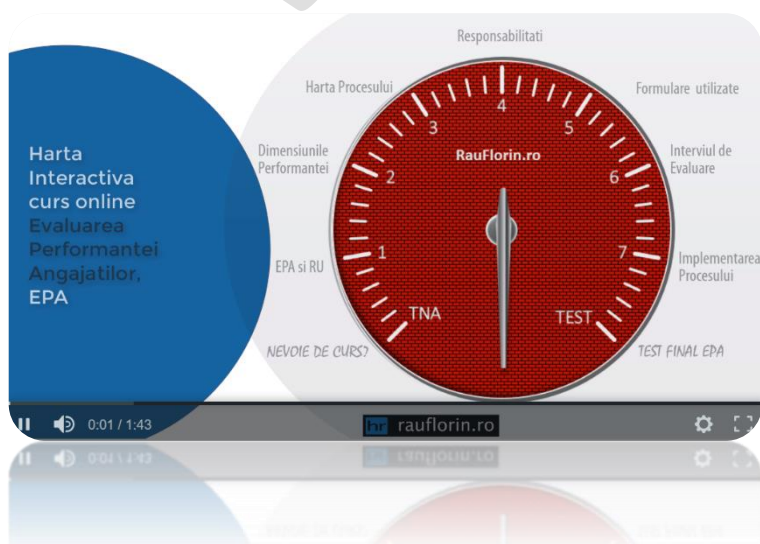 Harta
Interactiva
curs online
Evaluarea
Performantei
Angajatilor,
EPA
Responsabilitati
Harta Procesului
Formulare utilizate
Dimensiunile
Performantei
Interviul de
Evaluare
EPA si RU
Implementarea
Procesului
NEVOIE DE CURS?
TEST FINAL EPA
RauFlorin.ro
1
2
3
4
5
6
7
TNA
TEST
0:01 / 1:43
hr rauflorin.ro